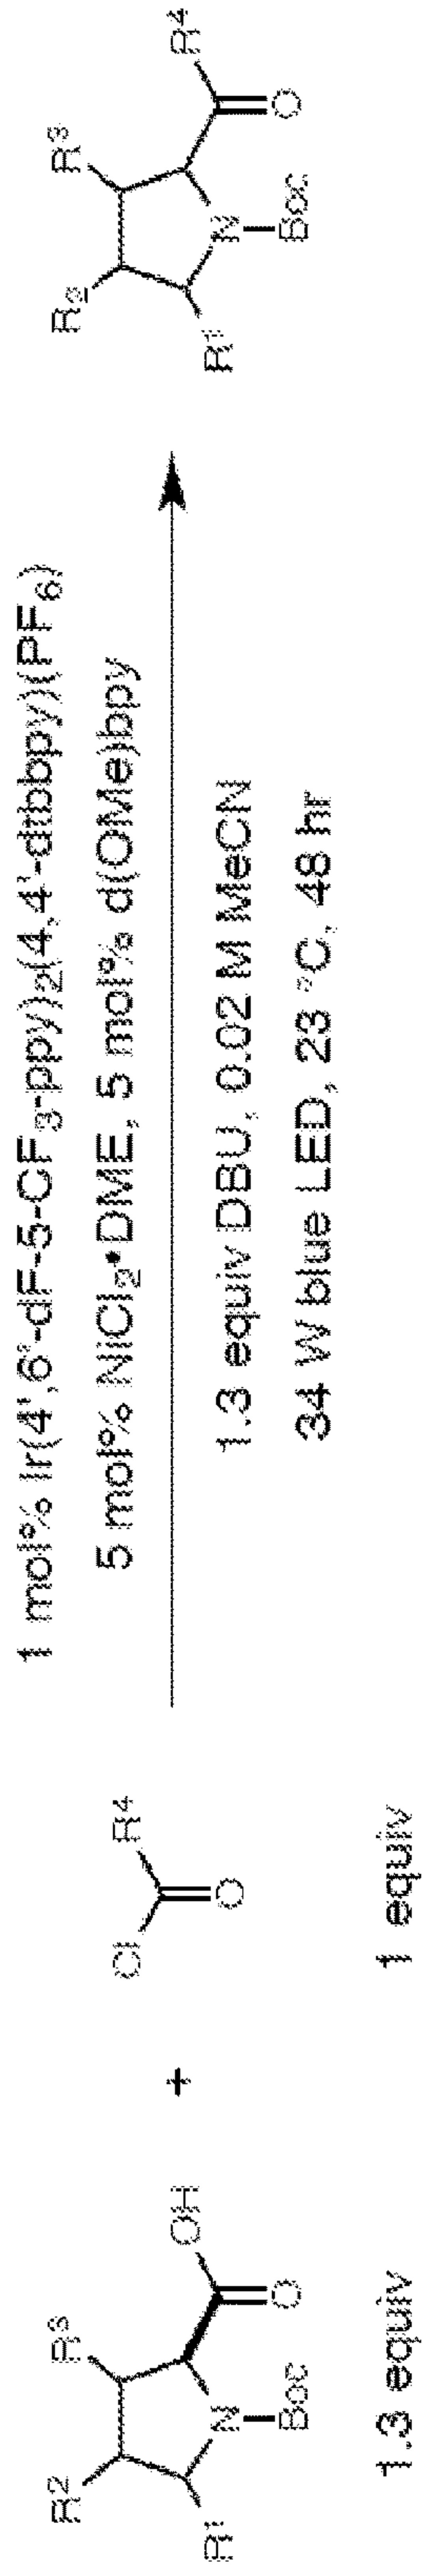 R²
R³
R¹
N
Boc
OH
O
1.3 equiv
+
Cl
R⁴
O
1 equiv
1 mol% Ir(4',6'-dF-5-CF₃-ppy)₂(4,4'-dtbbpy)(PF₆)
5 mol% NiCl₂•DME, 5 mol% d(OMe)bpy
1.3 equiv DBU, 0.02 M MeCN
34 W blue LED, 23 °C, 48 hr
R₂
R³
R¹
N
Boc
R⁴
O